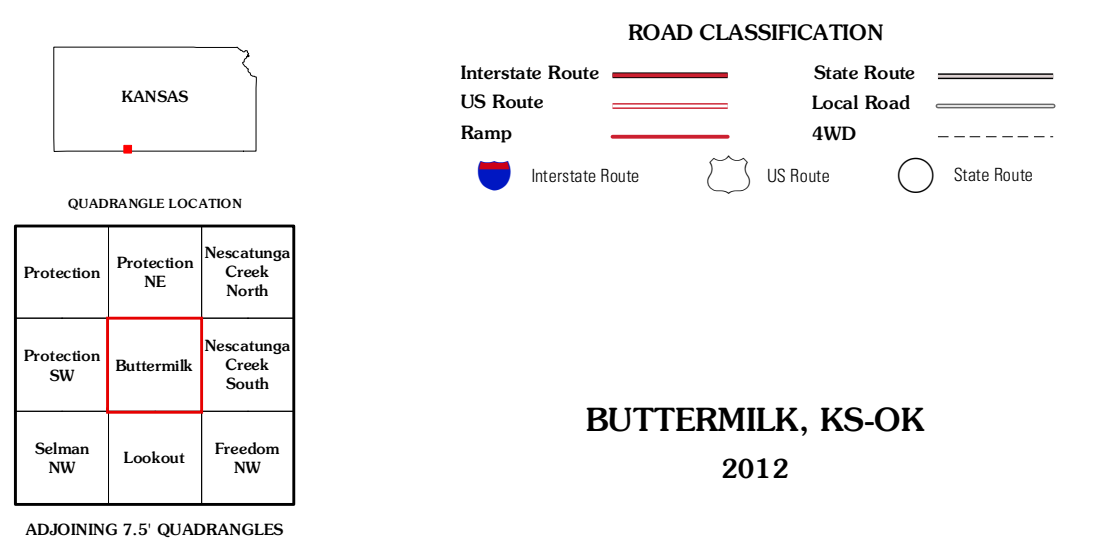 KANSAS
QUADRANGLE LOCATION
Protection
Protection
NE
Nescatunga
Creek
North
Protection
SW
Buttermilk
Nescatunga
Creek
South
Selman
NW
Lookout
Freedom
NW
ADJOINING 7.5' QUADRANGLES
ROAD CLASSIFICATION
Interstate Route
State Route
US Route
Local Road
Ramp
4WD
Interstate Route
US Route
State Route
BUTTERMILK, KS-OK
2012